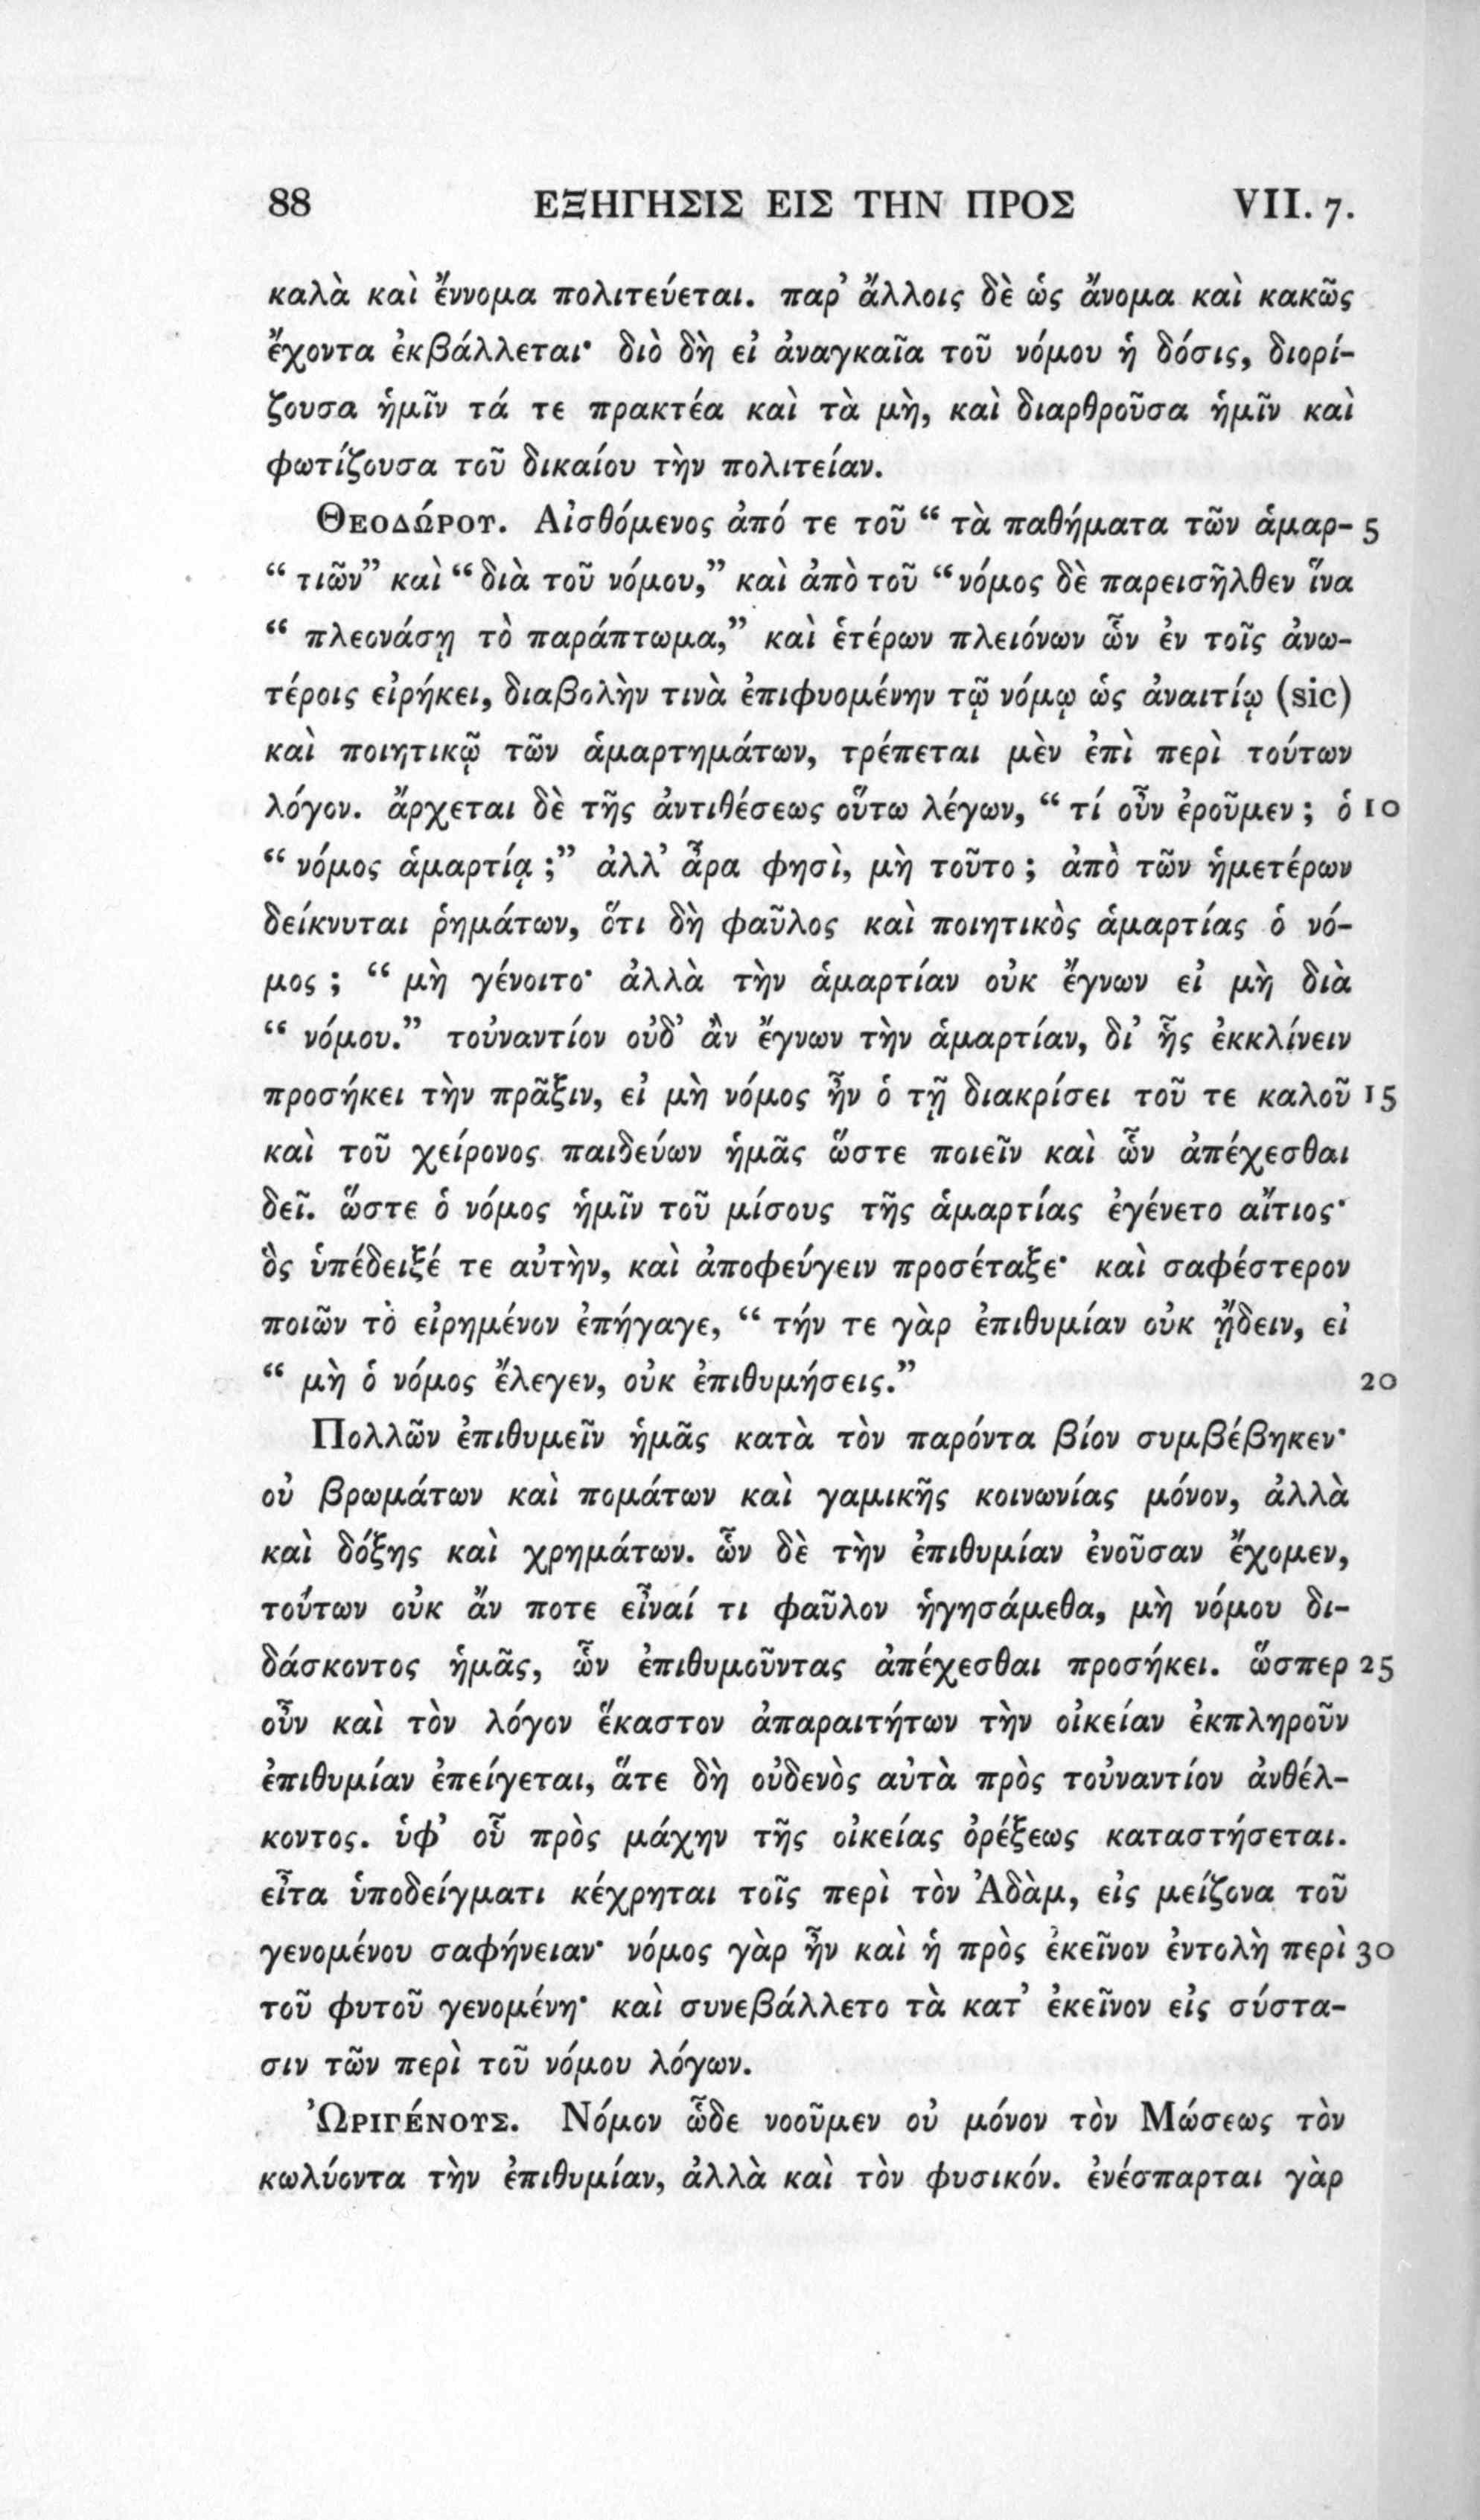 88 ΕΞΗΓΗΣΙΣ ΕΙΣ ΤΗΝ ΠΡΟΣ VII. 7.
καλὰ καὶ ἔννομα πολιτεύεται. παρ’ ἄλλοις δὲ ὡς ἄνομα καὶ κακῶς
ἔχοντα ἐκβάλλεται· διὸ δὴ εἰ ἀναγκαῖα τοῦ νόμου ἡ δόσις, διορί-
ζουσα ἡμῖν τά τε πρακτέα καὶ τὰ μὴ, καὶ διαρθροῦσα ἡμῖν καὶ
φωτίζουσα τοῦ δικαίου τὴν πολιτείαν.
ΘΕΟΔΏΡΟΥ. Αἰσθόμενος ἀπό τε τοῦ “ τὰ παθήματα τῶν ἁμαρ- 5
“ τιῶν” καὶ “ διὰ τοῦ νόμου,” καὶ ἀπὸ τοῦ “ νόμος δὲ παρεισῆλθεν ἵνα
“ πλεονάσῃ τὸ παράπτωμα,” καὶ ἑτέρων πλειόνων ὧν ἐν τοῖς ἀνω-
τέροις εἰρήκει, διαβολὴν τινὰ ἐπιφυομένην τῷ νόμῳ ὡς ἀναιτίῳ (sic)
καὶ ποιητικῷ τῶν ἁμαρτημάτων, τρέπεται μὲν ἐπὶ περὶ τούτων
λόγον. ἄρχεται δὲ τῆς ἀντιθέσεως οὕτω λέγων, “ τί οὖν ἐροῦμεν ; ὁ 10
“ νόμος ἁμαρτίᾳ ;” ἀλλ’ ἆρα φησὶ, μὴ τοῦτο ; ἀπὸ τῶν ἡμετέρων
δείκνυται ῥημάτων, ὅτι δὴ φαῦλος καὶ ποιητικὸς ἁμαρτίας ὁ νό-
μος ; “ μὴ γένοιτο· ἀλλὰ τὴν ἁμαρτίαν οὐκ ἔγνων εἰ μὴ διὰ
“ νόμου.” τοὐναντίον οὐδ’ ἂν ἔγνων τὴν ἁμαρτίαν, δι’ ἧς ἐκκλίνειν
προσήκει τὴν πρᾶξιν, εἰ μὴ νόμος ἦν ὁ τῇ διακρίσει τοῦ τε καλοῦ 15
καὶ τοῦ χείρονος παιδεύων ἡμᾶς ὥστε ποιεῖν καὶ ὧν ἀπέχεσθαι
δεῖ. ὥστε ὁ νόμος ἡμῖν τοῦ μίσους τῆς ἁμαρτίας ἐγένετο αἴτιος·
ὃς ὑπέδειξέ τε αὐτὴν, καὶ ἀποφεύγειν προσέταξε· καὶ σαφέστερον
ποιῶν τὸ εἰρημένον ἐπήγαγε, “ τήν τε γὰρ ἐπιθυμίαν οὐκ ᾔδειν, εἰ
“ μὴ ὁ νόμος ἔλεγεν, οὐκ ἐπιθυμήσεις.” 20
Πολλῶν ἐπιθυμεῖν ἡμᾶς κατὰ τὸν παρόντα βίον συμβέβηκεν·
οὐ βρωμάτων καὶ πομάτων καὶ γαμικῆς κοινωνίας μόνον, ἀλλὰ
καὶ δόξης καὶ χρημάτων. ὧν δὲ τὴν ἐπιθυμίαν ἐνοῦσαν ἔχομεν,
τούτων οὐκ ἄν ποτε εἶναί τι φαῦλον ἡγησάμεθα, μὴ νόμου δι-
δάσκοντος ἡμᾶς, ὧν ἐπιθυμοῦντας ἀπέχεσθαι προσήκει. ὥσπερ 25
οὖν καὶ τὸν λόγον ἕκαστον ἀπαραιτήτων τὴν οἰκείαν ἐκπληροῦν
ἐπιθυμίαν ἐπείγεται, ἅτε δὴ οὐδενὸς αὐτὰ πρὸς τοὐναντίον ἀνθέλ-
κοντος. ὑφ’ οὗ πρὸς μάχην τῆς οἰκείας ὀρέξεως καταστήσεται.
εἶτα ὑποδείγματι κέχρηται τοῖς περὶ τὸν Ἀδὰμ, εἰς μείζονα τοῦ
γενομένου σαφήνειαν· νόμος γὰρ ἦν καὶ ἡ πρὸς ἐκεῖνον ἐντολὴ περὶ 30
τοῦ φυτοῦ γενομένη· καὶ συνεβάλλετο τὰ κατ’ ἐκεῖνον εἰς σύστα-
σιν τῶν περὶ τοῦ νόμου λόγων.
ὨΡΙΓΈΝΟΥΣ. Νόμον ὧδε νοοῦμεν οὐ μόνον τὸν Μώσεως τὸν
κωλύοντα τὴν ἐπιθυμίαν, ἀλλὰ καὶ τὸν φυσικόν. ἐνέσπαρται γὰρ